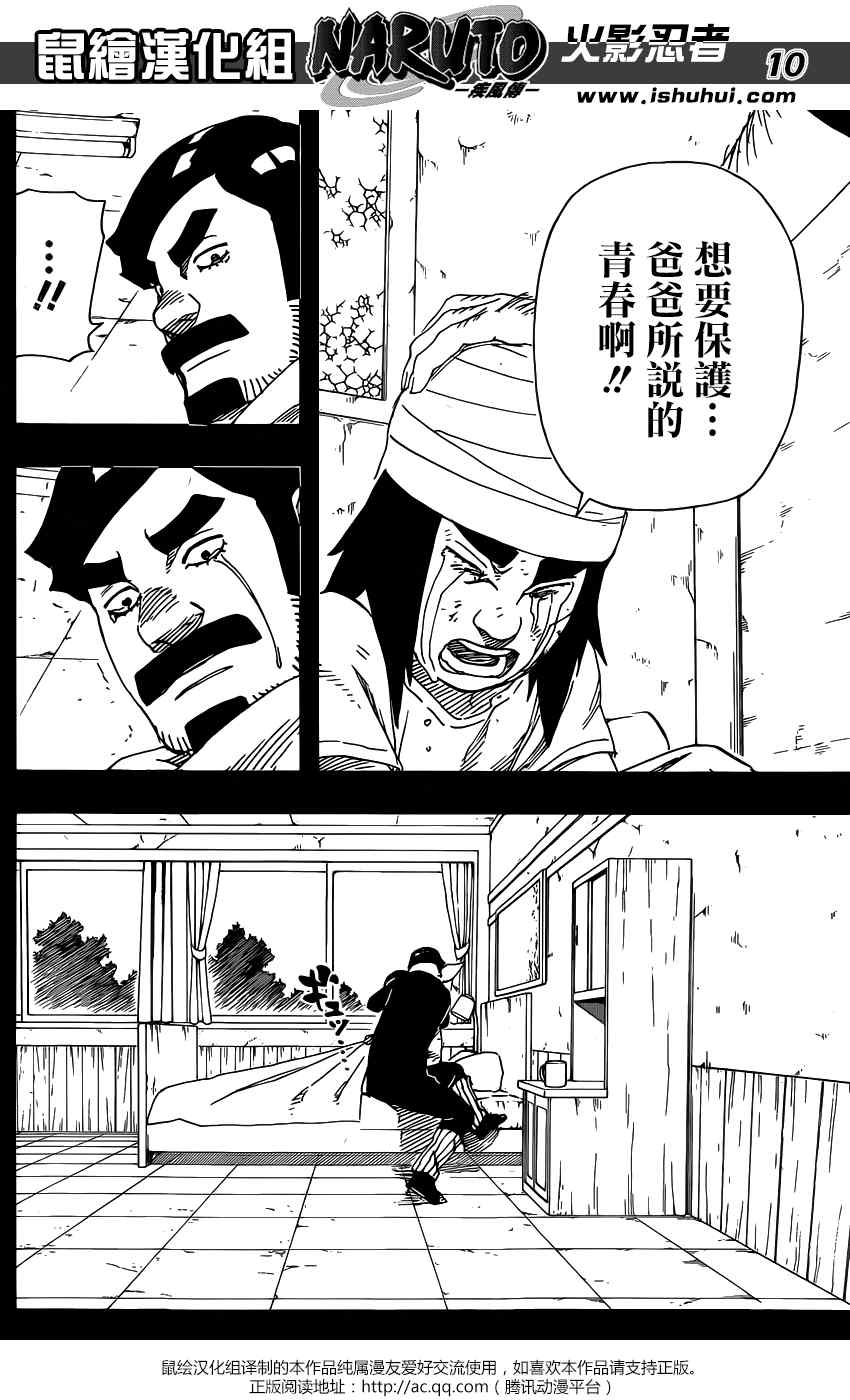 鼠繪漢化組
NARUTO
疾風傳
火影忍者
10
www.ishuhui.com
想要保護…
爸爸所説的
青春啊!!
…!!
ギュッ…
鼠绘汉化组译制的本作品纯属漫友爱好交流使用，如喜欢本作品请支持正版。
正版阅读地址：http://ac.qq.com（腾讯动漫平台）